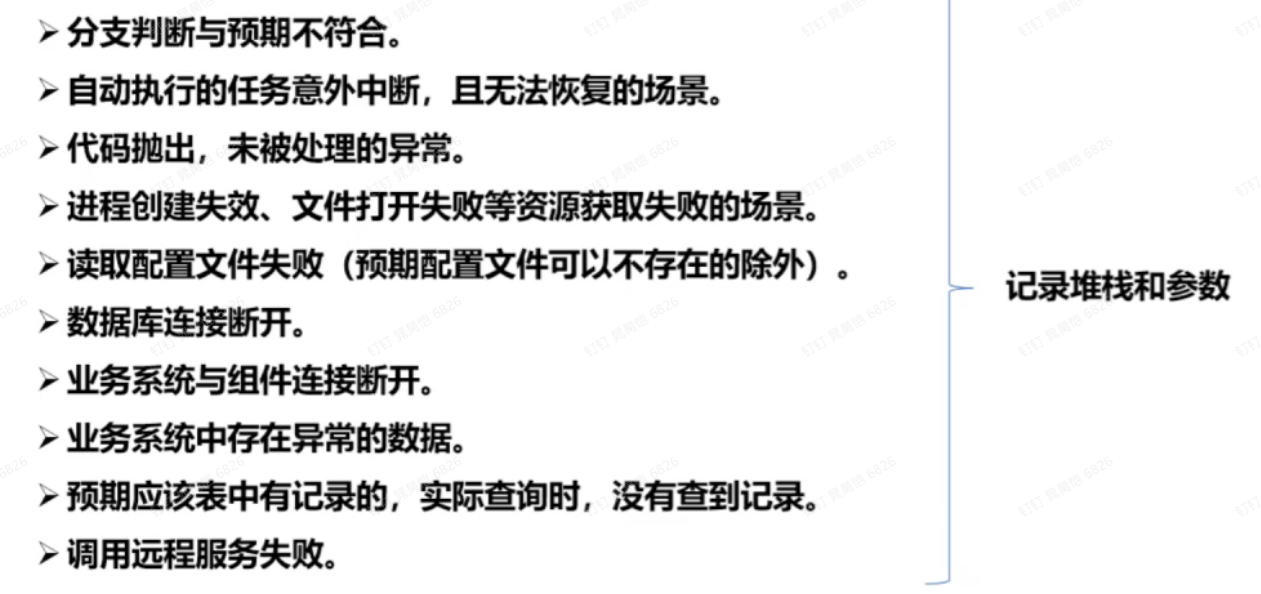 分支判断与预期不符合。
自动执行的任务意外中断，且无法恢复的场景。
代码抛出，未被处理的异常。
进程创建失效、文件打开失败等资源获取失败的场景。
读取配置文件失败（预期配置文件可以不存在的除外）。
记录堆栈和参数
数据库连接断开。
业务系统与组件连接断开。
业务系统中存在异常的数据。
预期应该表中有记录的，实际查询时，没有查到记录。
调用远程服务失败。